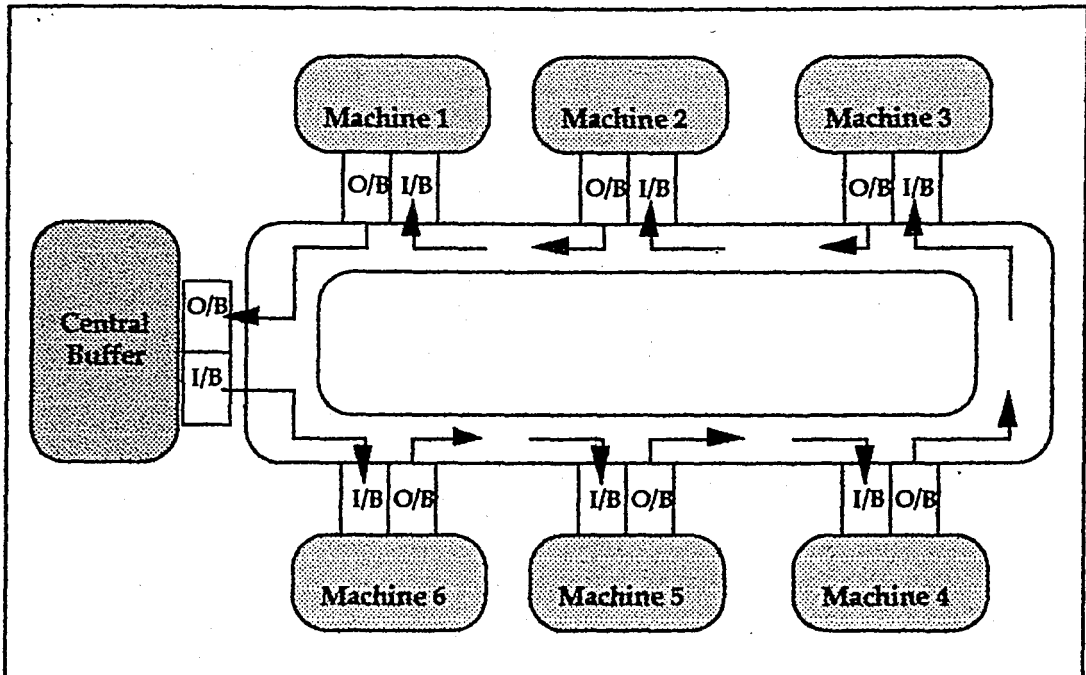 Machine 1
Machine 2
Machine 3
O/B I/B
O/B I/B
O/B I/B
Central
Buffer
O/B
I/B
I/B O/B
I/B O/B
I/B O/B
Machine 6
Machine 5
Machine 4